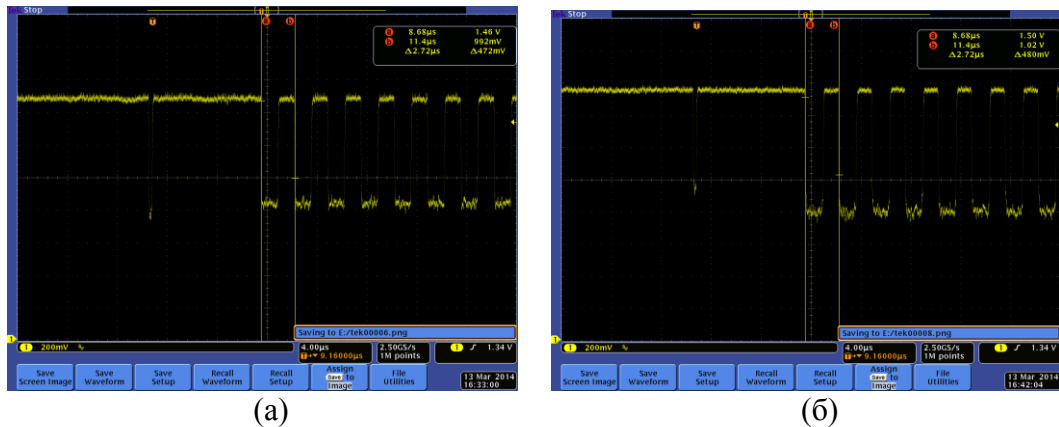 Tek Stop
a 8.68µs 1.46 V
b 11.4µs 992mV
Δ2.72µs Δ472mV
Saving to E:/tek00006.png
1 200mV ∿
4.00µs 2.50GS/s 1 ∫ 1.34 V
T→▼ 9.16000µs 1M points
Save Screen Image
Save Waveform
Save Setup
Recall Waveform
Recall Setup
Assign Save to Image
File Utilities
13 Mar 2014
16:33:00
(а)
Stop
a 8.68µs 1.50 V
b 11.4µs 1.02 V
Δ2.72µs Δ480mV
Saving to E:/tek00008.png
1 200mV ∿
4.00µs 2.50GS/s 1 ∫ 1.34 V
T→▼ 9.16000µs 1M points
Save Screen Image
Save Waveform
Save Setup
Recall Waveform
Recall Setup
Assign Save to Image
File Utilities
13 Mar 2014
16:42:04
(б)